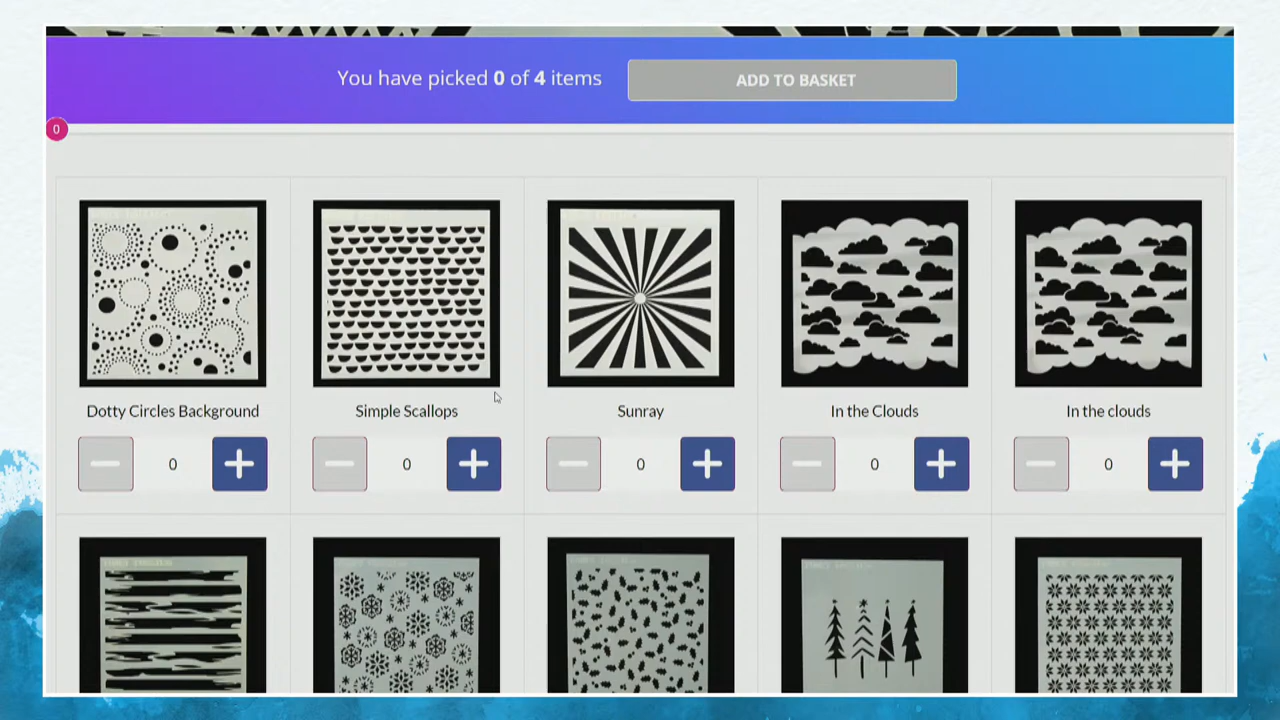 You have picked 0 of 4 items
ADD TO BASKET
0
Dotty Circles Background
Simple Scallops
Sunray
In the Clouds
In the clouds
0
0
0
0
0